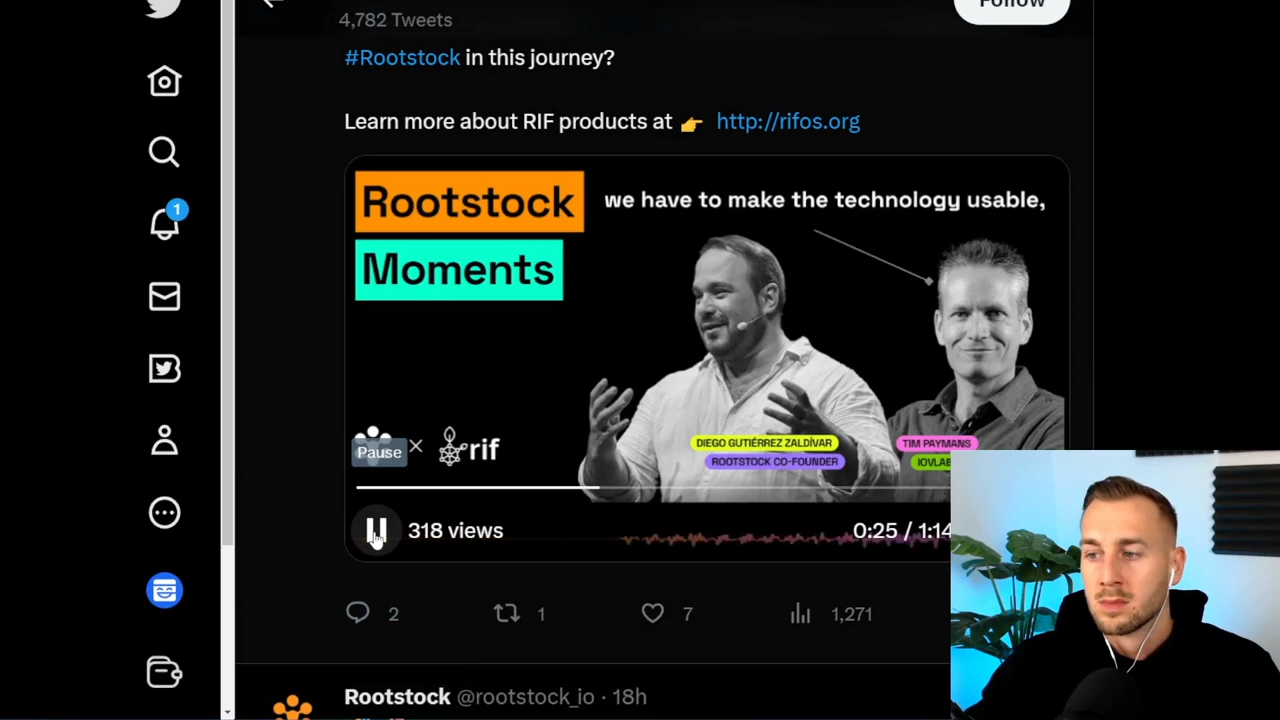 Follow
4,782 Tweets
#Rootstock in this journey?
Learn more about RIF products at 👉 http://rifos.org
1
Rootstock
Moments
we have to make the technology usable,
DIEGO GUTIÉRREZ ZALDÍVAR
ROOTSTOCK CO-FOUNDER
TIM PAYMANS
IOVLAB
Pause
rif
318 views
0:25 / 1:14
2
1
7
1,271
Rootstock @rootstock_io · 18h